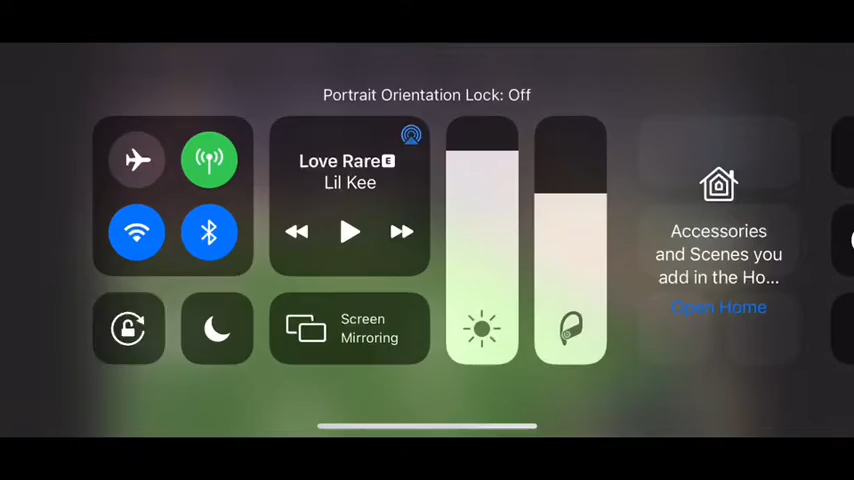 Portrait Orientation Lock: Off
Love Rare E
Lil Kee
Screen
Mirroring
Accessories
and Scenes you
add in the Ho...
Open Home